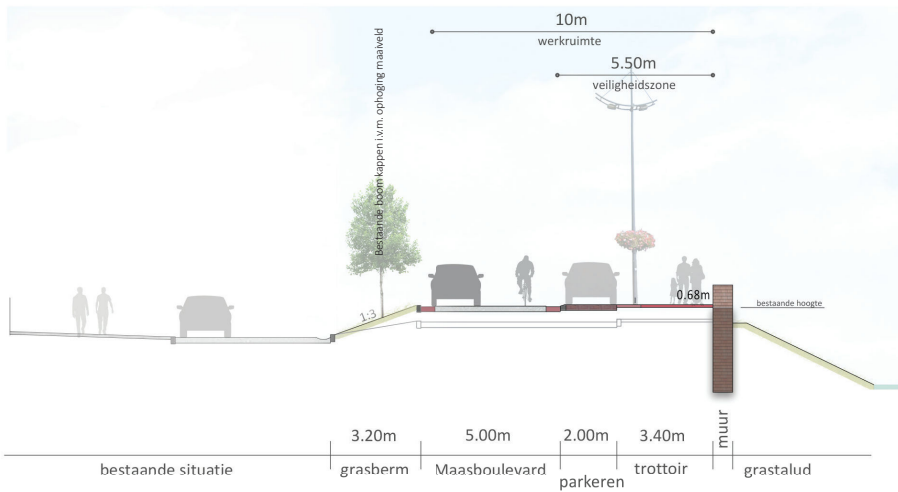 10m
werkruimte
5.50m
veiligheidszone
Bestaande boom kappen i.v.m. ophoging maaiveld
1:3
0.68m
bestaande hoogte
3.20m
5.00m
2.00m
3.40m
muur
bestaande situatie
grasberm
Maasboulevard
parkeren
trottoir
grastalud